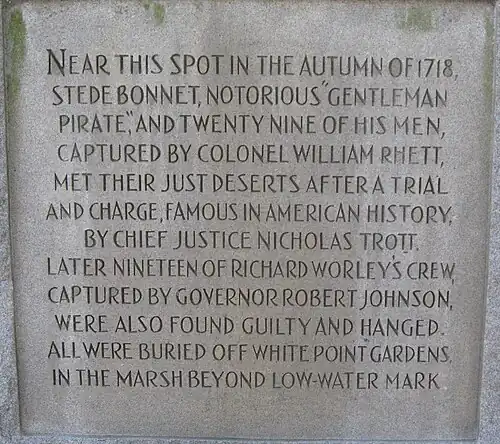 NEAR THIS SPOT IN THE AUTUMN OF 1718,
STEDE BONNET, NOTORIOUS "GENTLEMAN
PIRATE," AND TWENTY NINE OF HIS MEN,
CAPTURED BY COLONEL WILLIAM RHETT,
MET THEIR JUST DESERTS AFTER A TRIAL
AND CHARGE, FAMOUS IN AMERICAN HISTORY,
BY CHIEF JUSTICE NICHOLAS TROTT.
LATER NINETEEN OF RICHARD WORLEY'S CREW,
CAPTURED BY GOVERNOR ROBERT JOHNSON,
WERE ALSO FOUND GUILTY AND HANGED.
ALL WERE BURIED OFF WHITE POINT GARDENS,
IN THE MARSH BEYOND LOW-WATER MARK.